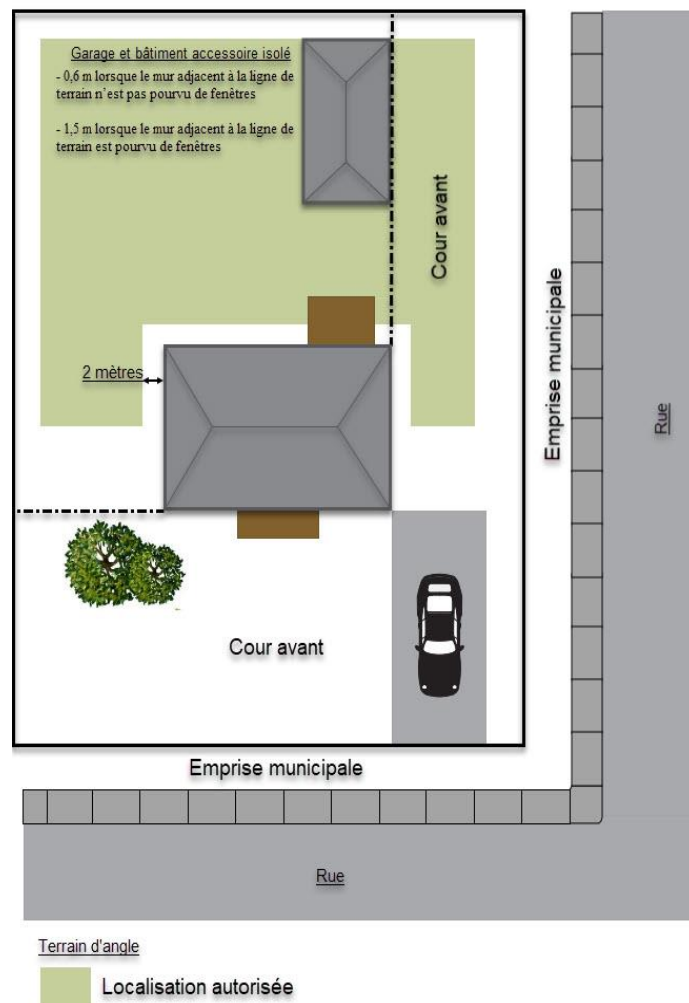 Garage et bâtiment accessoire isolé
- 0,6 m lorsque le mur adjacent à la ligne de
terrain n'est pas pourvu de fenêtres
- 1,5 m lorsque le mur adjacent à la ligne de
terrain est pourvu de fenêtres
Cour avant
Emprise municipale
Rue
2 mètres
Cour avant
Emprise municipale
Rue
Terrain d'angle
Localisation autorisée